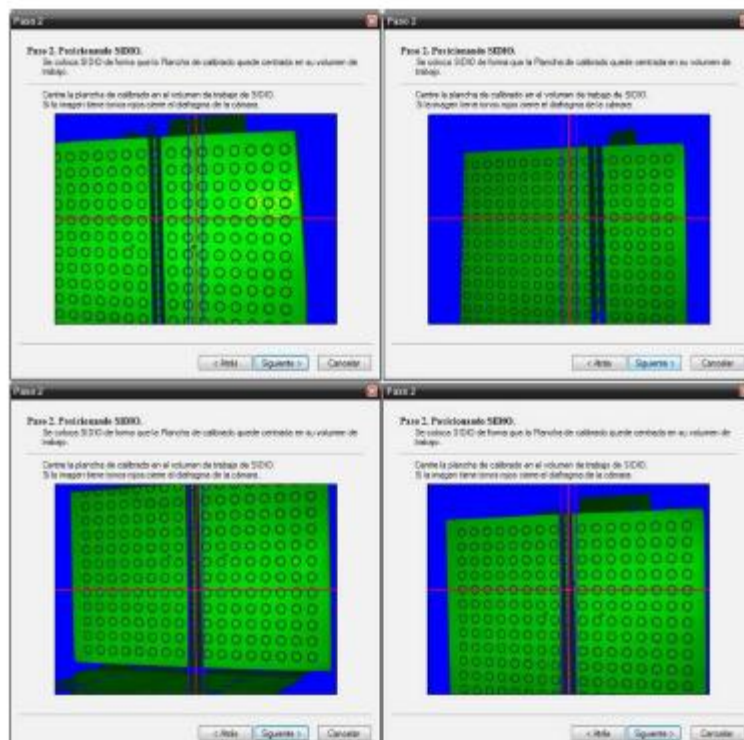 Paso 2
Paso 2. Posicionando SIDIO.
Se coloca SIDIO de forma que la Plancha de calibrado quede centrada en su volumen de
trabajo.
Centre la plancha de calibrado en el volumen de trabajo de SIDIO.
Si la imagen tiene tonos rojos cierre el diafragma de la cámara.
< Atrás
Siguiente >
Cancelar
Paso 2
Paso 2. Posicionando SIDIO.
Se coloca SIDIO de forma que la Plancha de calibrado quede centrada en su volumen de
trabajo.
Centre la plancha de calibrado en el volumen de trabajo de SIDIO.
Si la imagen tiene tonos rojos cierre el diafragma de la cámara.
< Atrás
Siguiente >
Cancelar
Paso 2
Paso 2. Posicionando SIDIO.
Se coloca SIDIO de forma que la Plancha de calibrado quede centrada en su volumen de
trabajo.
Centre la plancha de calibrado en el volumen de trabajo de SIDIO.
Si la imagen tiene tonos rojos cierre el diafragma de la cámara.
< Atrás
Siguiente >
Cancelar
Paso 2
Paso 2. Posicionando SIDIO.
Se coloca SIDIO de forma que la Plancha de calibrado quede centrada en su volumen de
trabajo.
Centre la plancha de calibrado en el volumen de trabajo de SIDIO.
Si la imagen tiene tonos rojos cierre el diafragma de la cámara.
< Atrás
Siguiente >
Cancelar